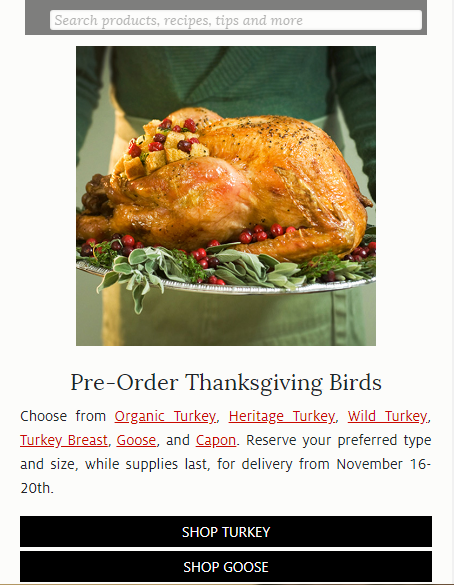 Search products, recipes, tips and more
Pre-Order Thanksgiving Birds
Choose from Organic Turkey, Heritage Turkey, Wild Turkey,
Turkey Breast, Goose, and Capon. Reserve your preferred type
and size, while supplies last, for delivery from November 16-
20th.
SHOP TURKEY
SHOP GOOSE